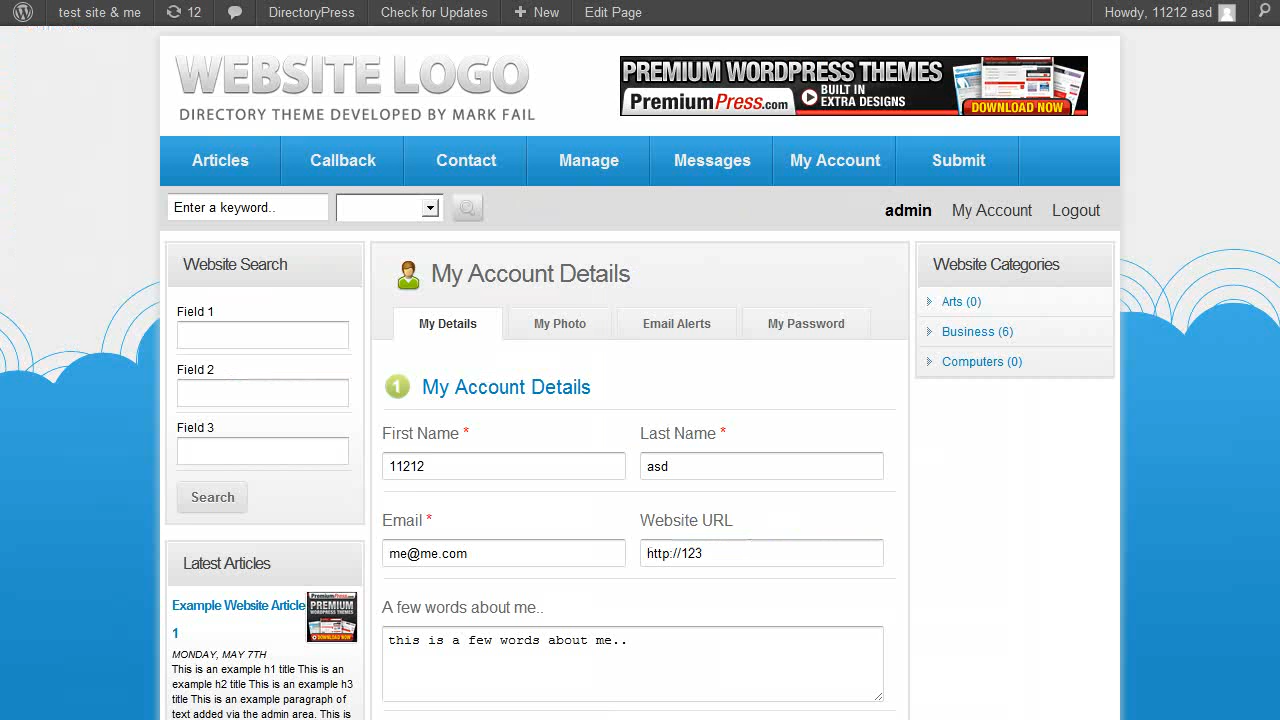 test site & me 12 DirectoryPress Check for Updates New Edit Page Howdy, 11212 asd
WEBSITE LOGO
DIRECTORY THEME DEVELOPED BY MARK FAIL
PREMIUM WORDPRESS THEMES
PremiumPress.com BUILT IN
EXTRA DESIGNS
DOWNLOAD NOW
Articles Callback Contact Manage Messages My Account Submit
Enter a keyword..
admin My Account Logout
Website Search
Field 1
Field 2
Field 3
Search
Latest Articles
Example Website Article
1
PremiumPress.com
PREMIUM
WORDPRESS THEMES
DOWNLOAD NOW
MONDAY, MAY 7TH
This is an example h1 title This is an
example h2 title This is an example h3
title This is an example paragraph of
text added via the admin area. This is
My Account Details
My Details My Photo Email Alerts My Password
1 My Account Details
First Name * Last Name *
11212 asd
Email * Website URL
me@me.com http://123
A few words about me..
this is a few words about me..
Website Categories
Arts (0)
Business (6)
Computers (0)